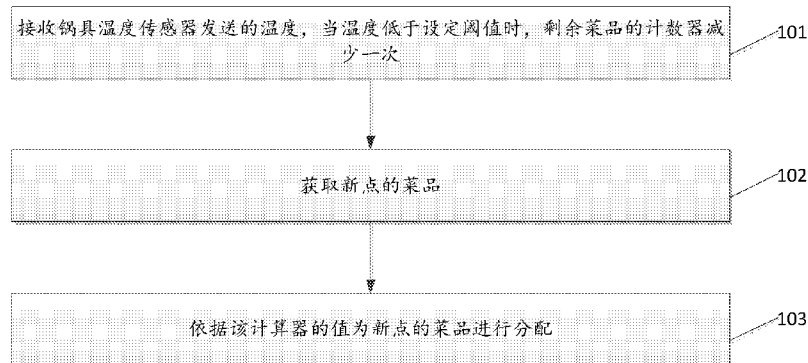 接收锅具温度传感器发送的温度，当温度低于设定阈值时，剩余菜品的计数器减
少一次
101
获取新点的菜品
102
依据该计算器的值为新点的菜品进行分配
103